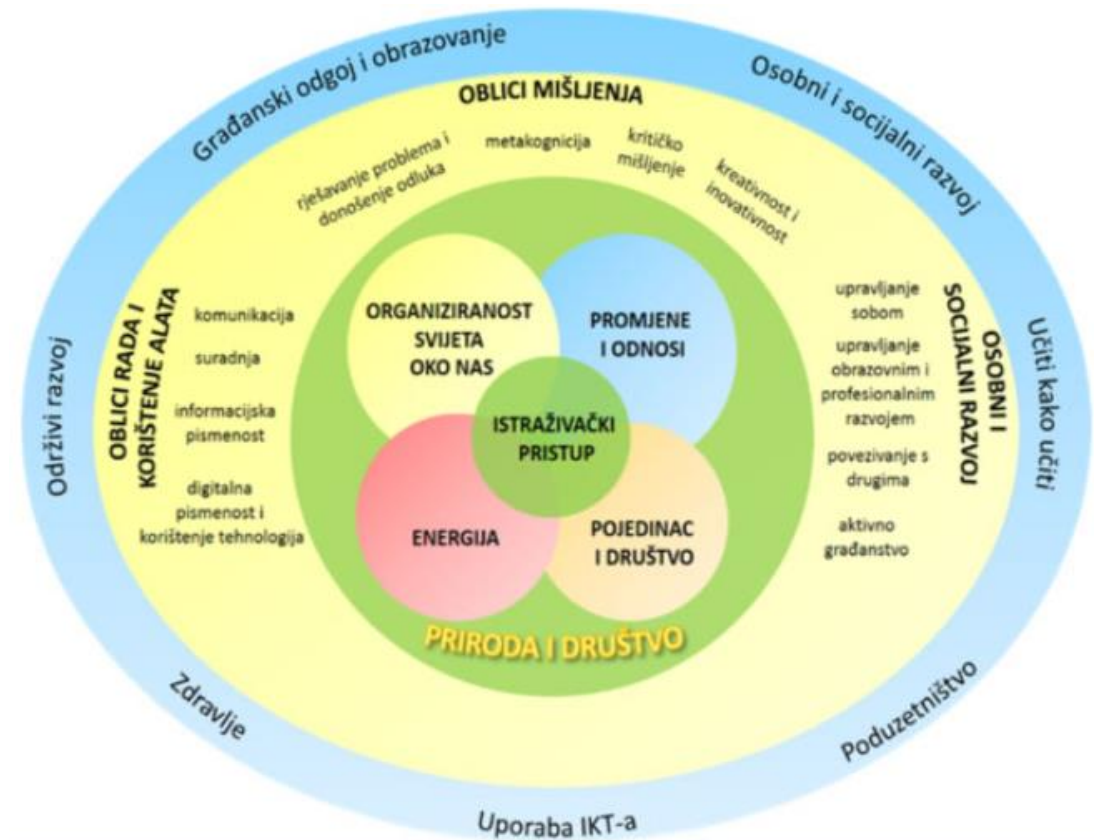 Građanski odgoj i obrazovanje
Osobni i socijalni razvoj
Učiti kako učiti
Poduzetništvo
Uporaba IKT-a
Zdravlje
Održivi razvoj
OBLICI MIŠLJENJA
rješavanje problema i
donošenje odluka
metakognicija
kritičko
mišljenje
kreativnost i
inovativnost
OBLICI RADA I
KORIŠTENJE ALATA
komunikacija
suradnja
informacijska
pismenost
digitalna
pismenost i
korištenje tehnologija
OSOBNI I
SOCIJALNI RAZVOJ
upravljanje
sobom
upravljanje
obrazovnim i
profesionalnim
razvojem
povezivanje s
drugima
aktivno
građanstvo
ORGANIZIRANOST
SVIJETA
OKO NAS
PROMJENE
I ODNOSI
ISTRAŽIVAČKI
PRISTUP
ENERGIJA
POJEDINAC
I DRUŠTVO
PRIRODA I DRUŠTVO